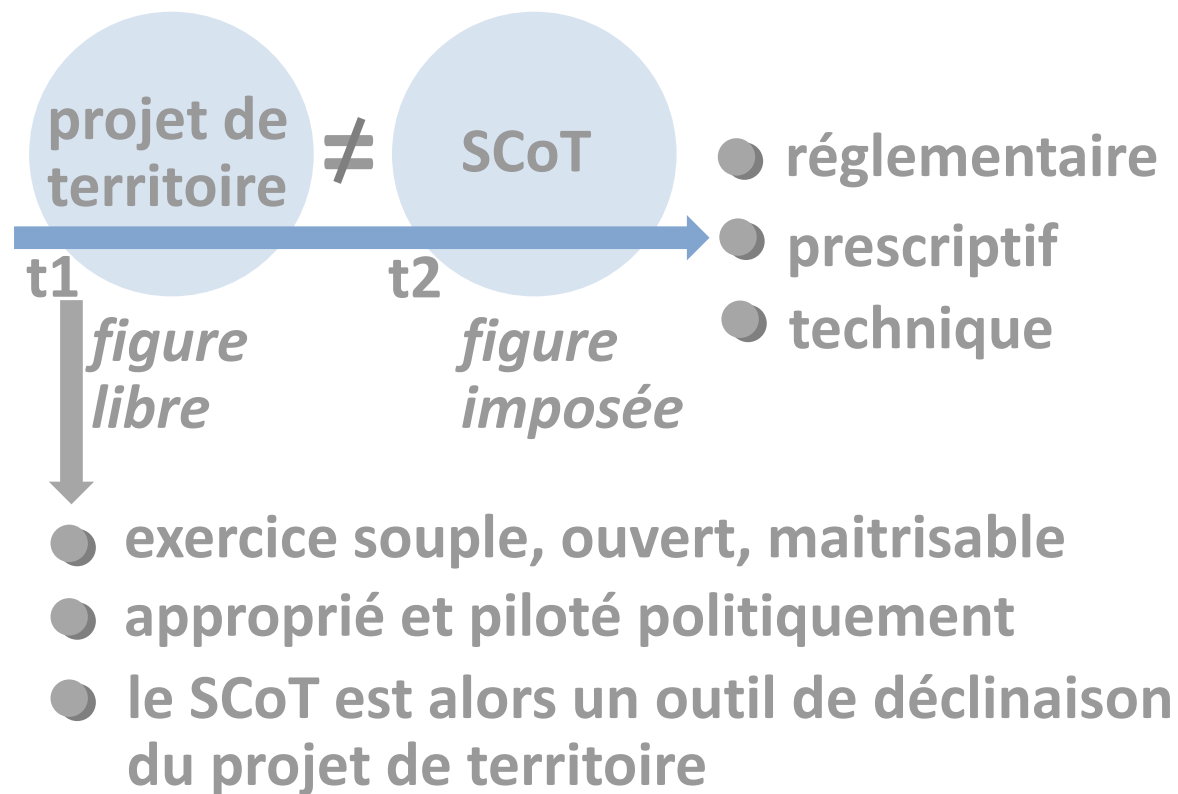 projet de
territoire
≠
SCoT
réglementaire
prescriptif
technique
t1
t2
figure
libre
figure
imposée
exercice souple, ouvert, maitrisable
approprié et piloté politiquement
le SCoT est alors un outil de déclinaison
du projet de territoire